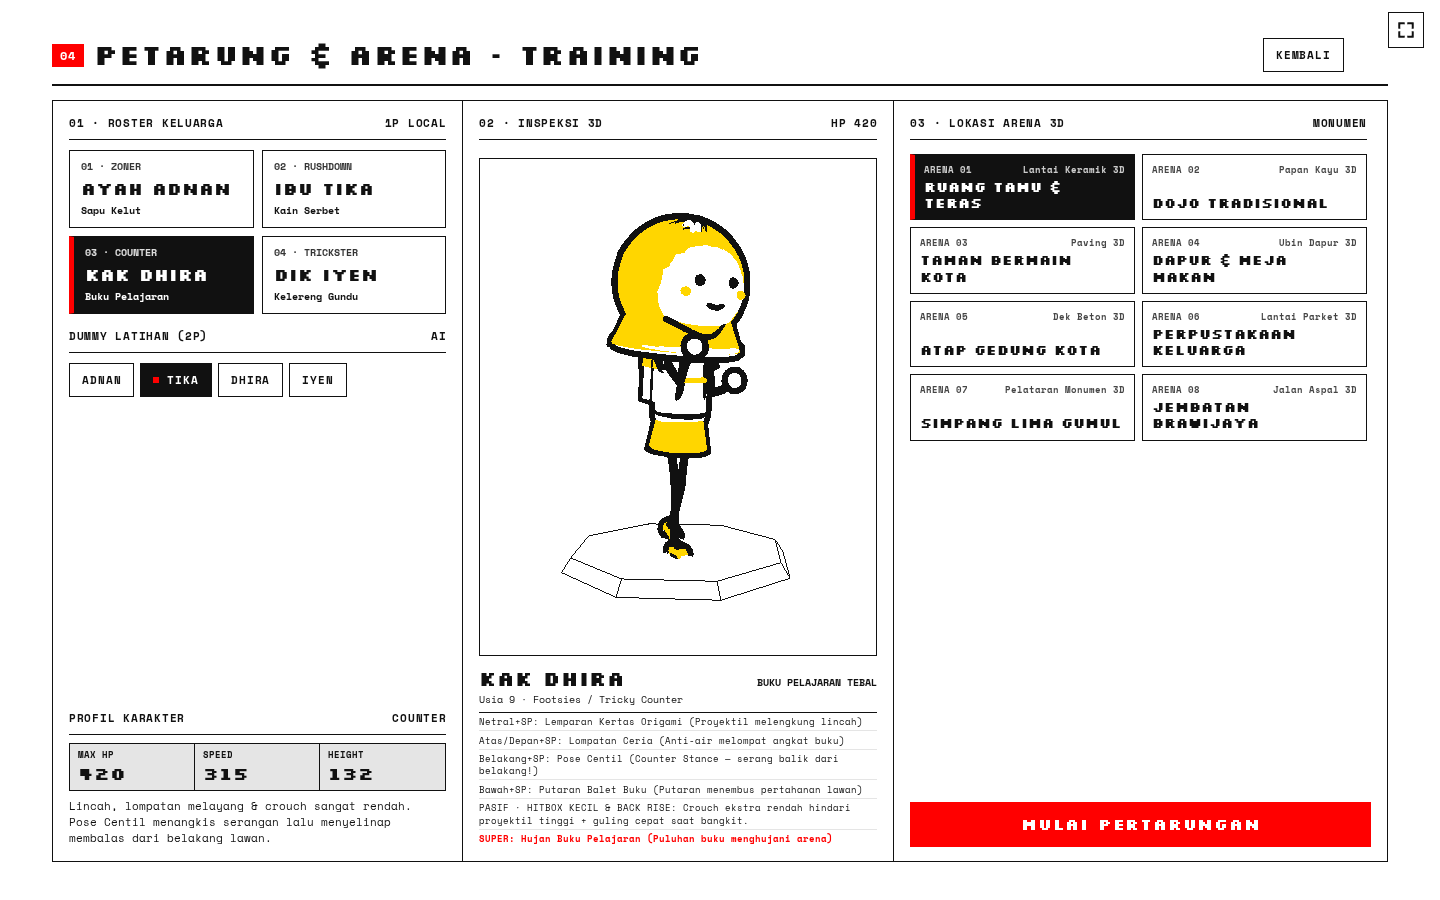 04 PETARUNG & ARENA - TRAINING
KEMBALI
01 · ROSTER KELUARGA
1P LOCAL
01 · ZONER
AYAH ADNAN
Sapu Kelut
02 · RUSHDOWN
IBU TIKA
Kain Serbet
03 · COUNTER
KAK DHIRA
Buku Pelajaran
04 · TRICKSTER
DIK IYEN
Kelereng Gundu
DUMMY LATIHAN (2P)
AI
ADNAN
TIKA
DHIRA
IYEN
PROFIL KARAKTER
COUNTER
MAX HP
420
SPEED
315
HEIGHT
132
Lincah, lompatan melayang & crouch sangat rendah.
Pose Centil menangkis serangan lalu menyelinap
membalas dari belakang lawan.
02 · INSPEKSI 3D
HP 420
KAK DHIRA
BUKU PELAJARAN TEBAL
Usia 9 · Footsies / Tricky Counter
Netral+SP: Lemparan Kertas Origami (Proyektil melengkung lincah)
Atas/Depan+SP: Lompatan Ceria (Anti-air melompat angkat buku)
Belakang+SP: Pose Centil (Counter Stance — serang balik dari
belakang!)
Bawah+SP: Putaran Balet Buku (Putaran menembus pertahanan lawan)
PASIF · HITBOX KECIL & BACK RISE: Crouch ekstra rendah hindari
proyektil tinggi + guling cepat saat bangkit.
SUPER: Hujan Buku Pelajaran (Puluhan buku menghujani arena)
03 · LOKASI ARENA 3D
MONUMEN
ARENA 01
Lantai Keramik 3D
RUANG TAMU &
TERAS
ARENA 02
Papan Kayu 3D
DOJO TRADISIONAL
ARENA 03
Paving 3D
TAMAN BERMAIN
KOTA
ARENA 04
Ubin Dapur 3D
DAPUR & MEJA
MAKAN
ARENA 05
Dek Beton 3D
ATAP GEDUNG KOTA
ARENA 06
Lantai Parket 3D
PERPUSTAKAAN
KELUARGA
ARENA 07
Pelataran Monumen 3D
SIMPANG LIMA GUMUL
ARENA 08
Jalan Aspal 3D
JEMBATAN
BRAWIJAYA
MULAI PERTARUNGAN